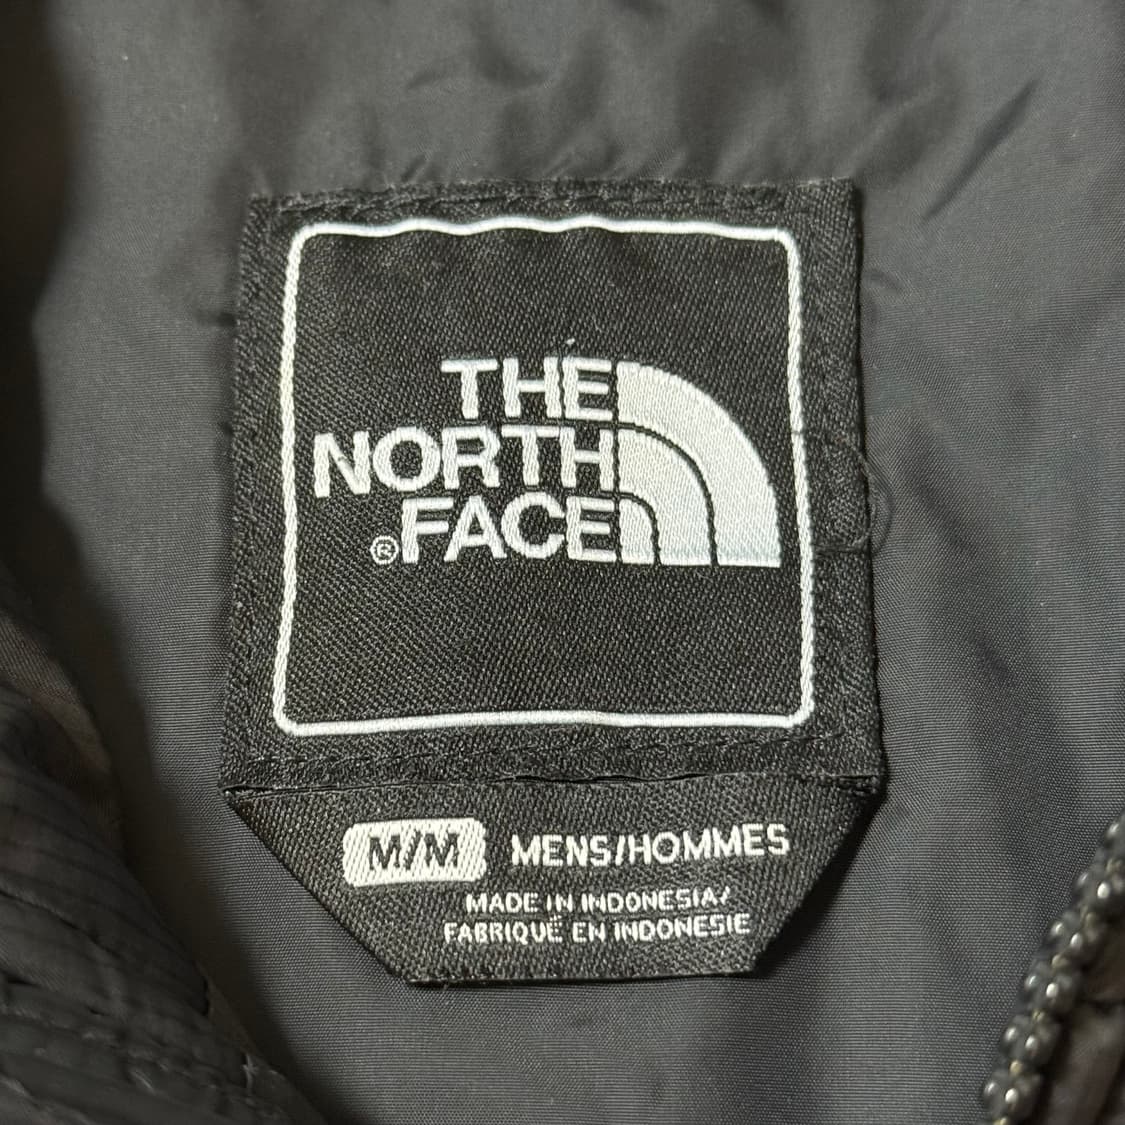 THE
NORTH
®FACE
M/M MENS/HOMMES
MADE IN INDONESIA/
FABRIQUÉ EN INDONESIE